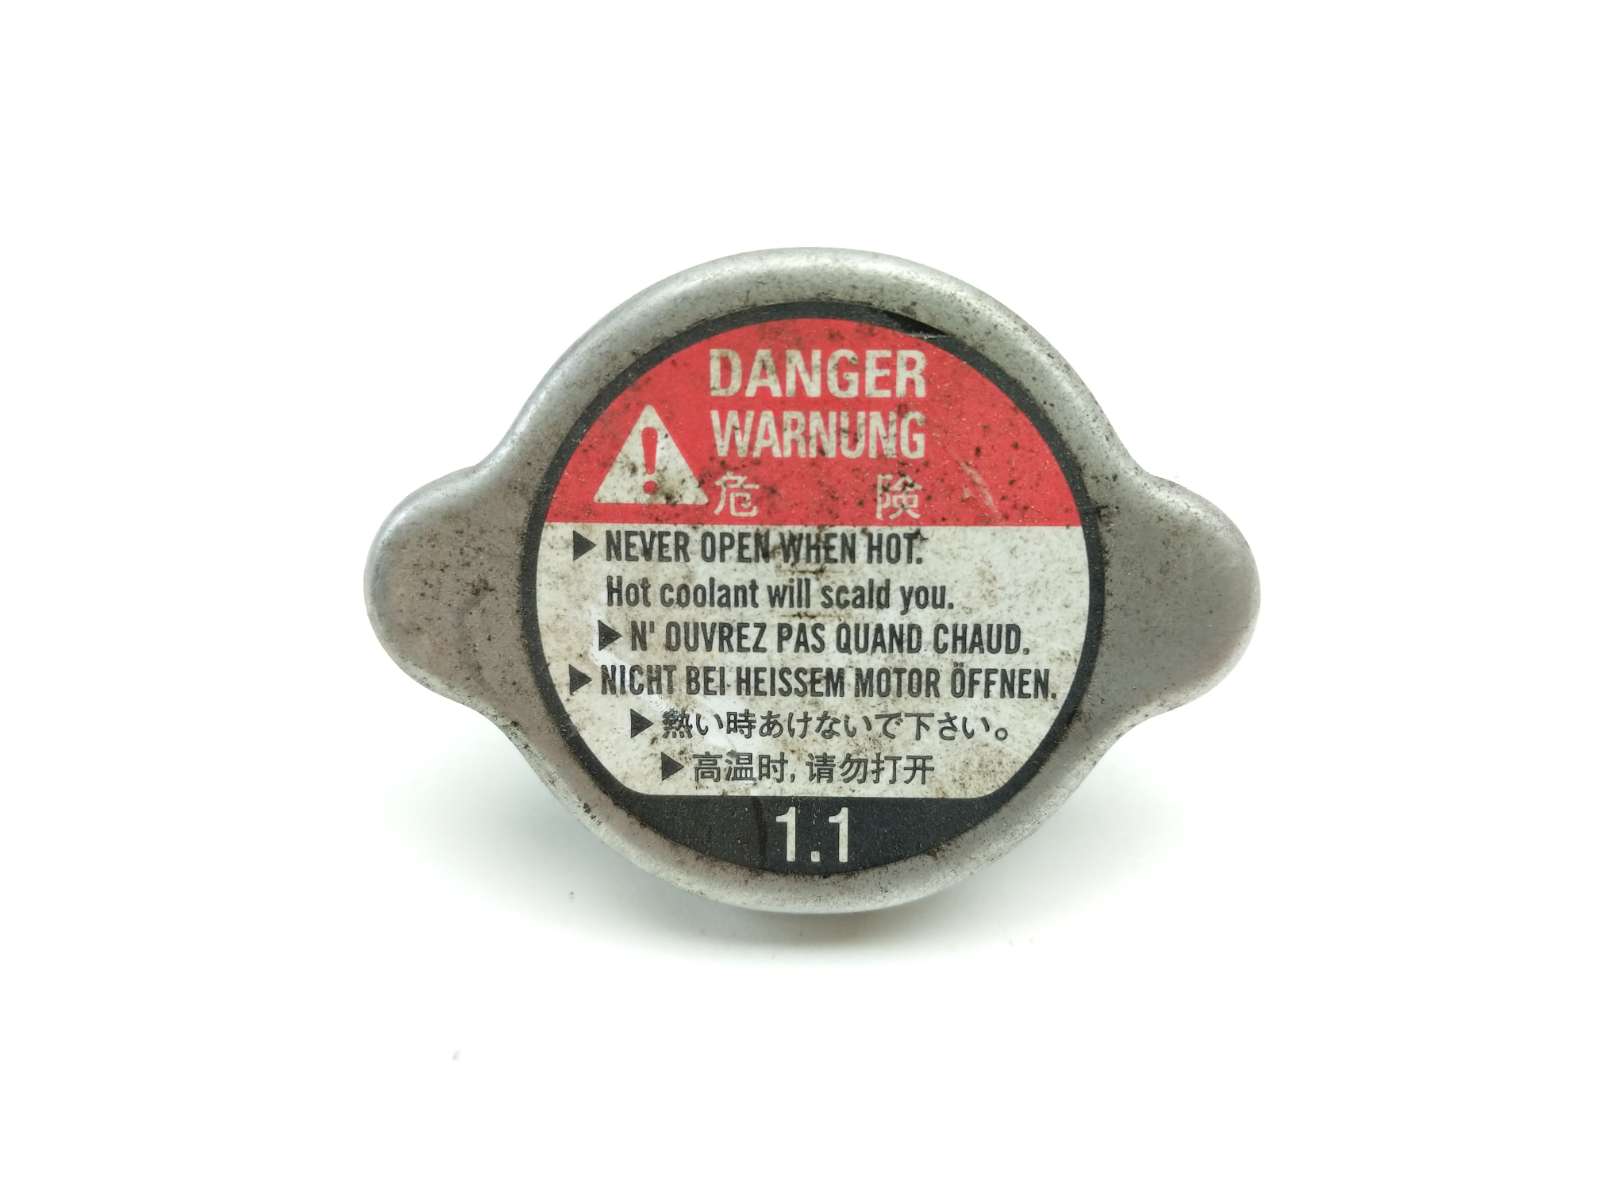 DANGER
WARNUNG
危 険
▶ NEVER OPEN WHEN HOT.
Hot coolant will scald you.
▶ N' OUVREZ PAS QUAND CHAUD.
▶ NICHT BEI HEISSEM MOTOR ÖFFNEN.
▶ 熱い時あけないで下さい。
▶ 高温时,请勿打开
1.1